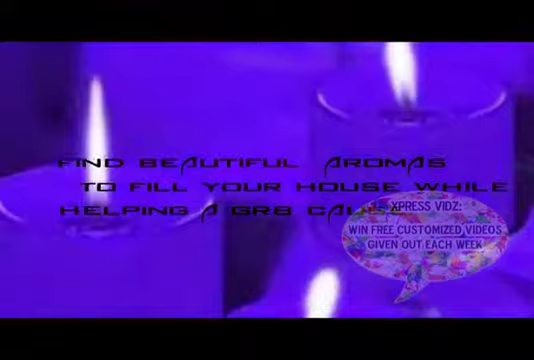 FIND BEAUTIFUL AROMAS
TO FILL YOUR HOUSE WHILE
HELPING A GR8 CAUSE
XPRESS VIDZ:
WIN FREE CUSTOMIZED VIDEOS
GIVEN OUT EACH WEEK